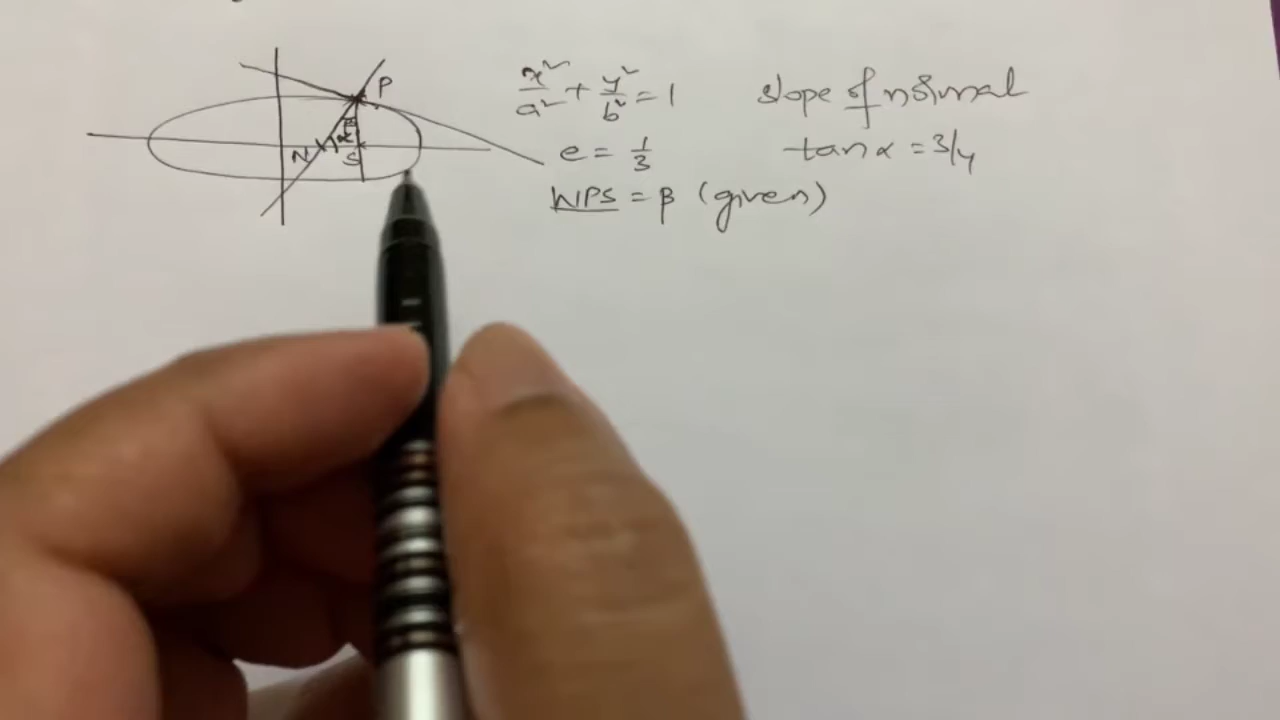 P
β
N
α
S
x²/a² + y²/b² = 1
e = 1/3
NPS = β (given)
slope of normal
tan α = 3/4